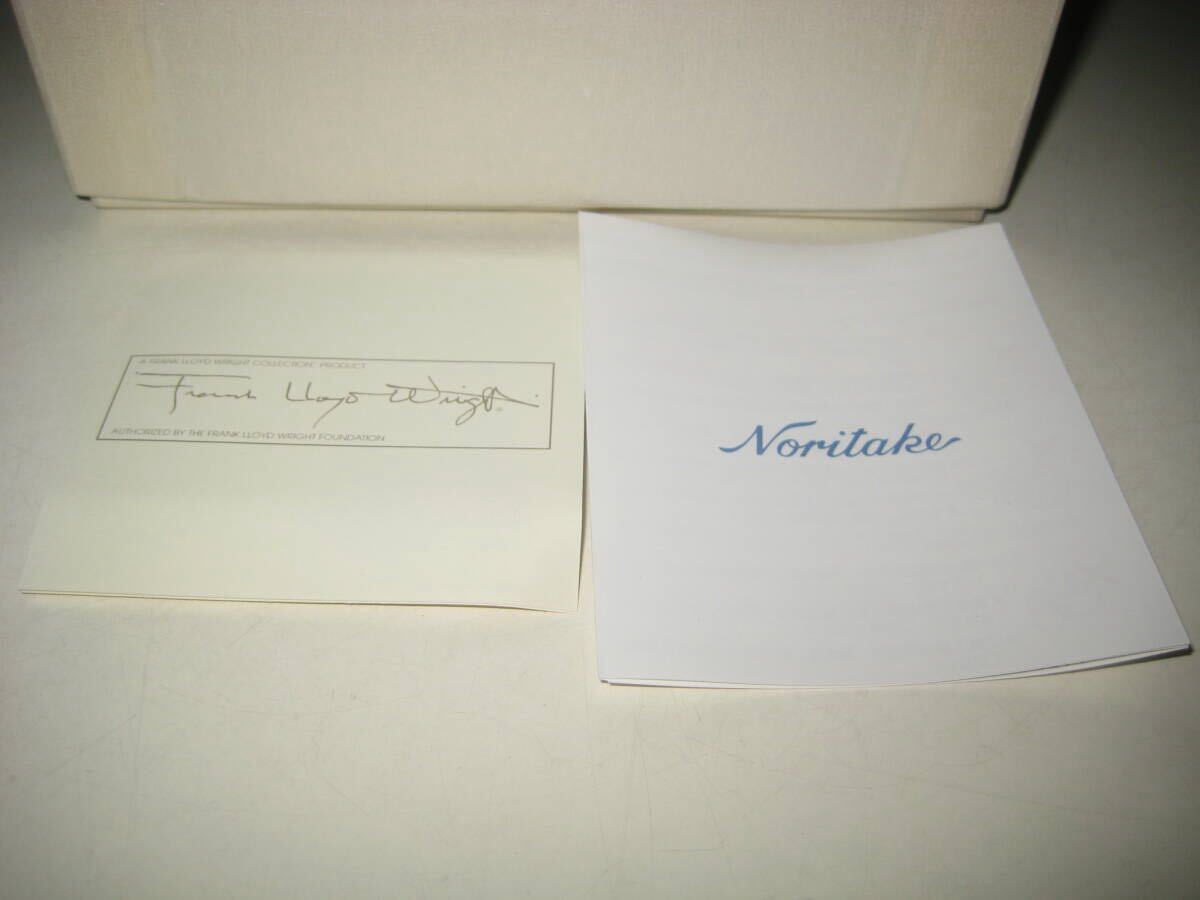 A FRANK LLOYD WRIGHT COLLECTION® PRODUCT
Frank Lloyd Wright
AUTHORIZED BY THE FRANK LLOYD WRIGHT FOUNDATION
Noritake